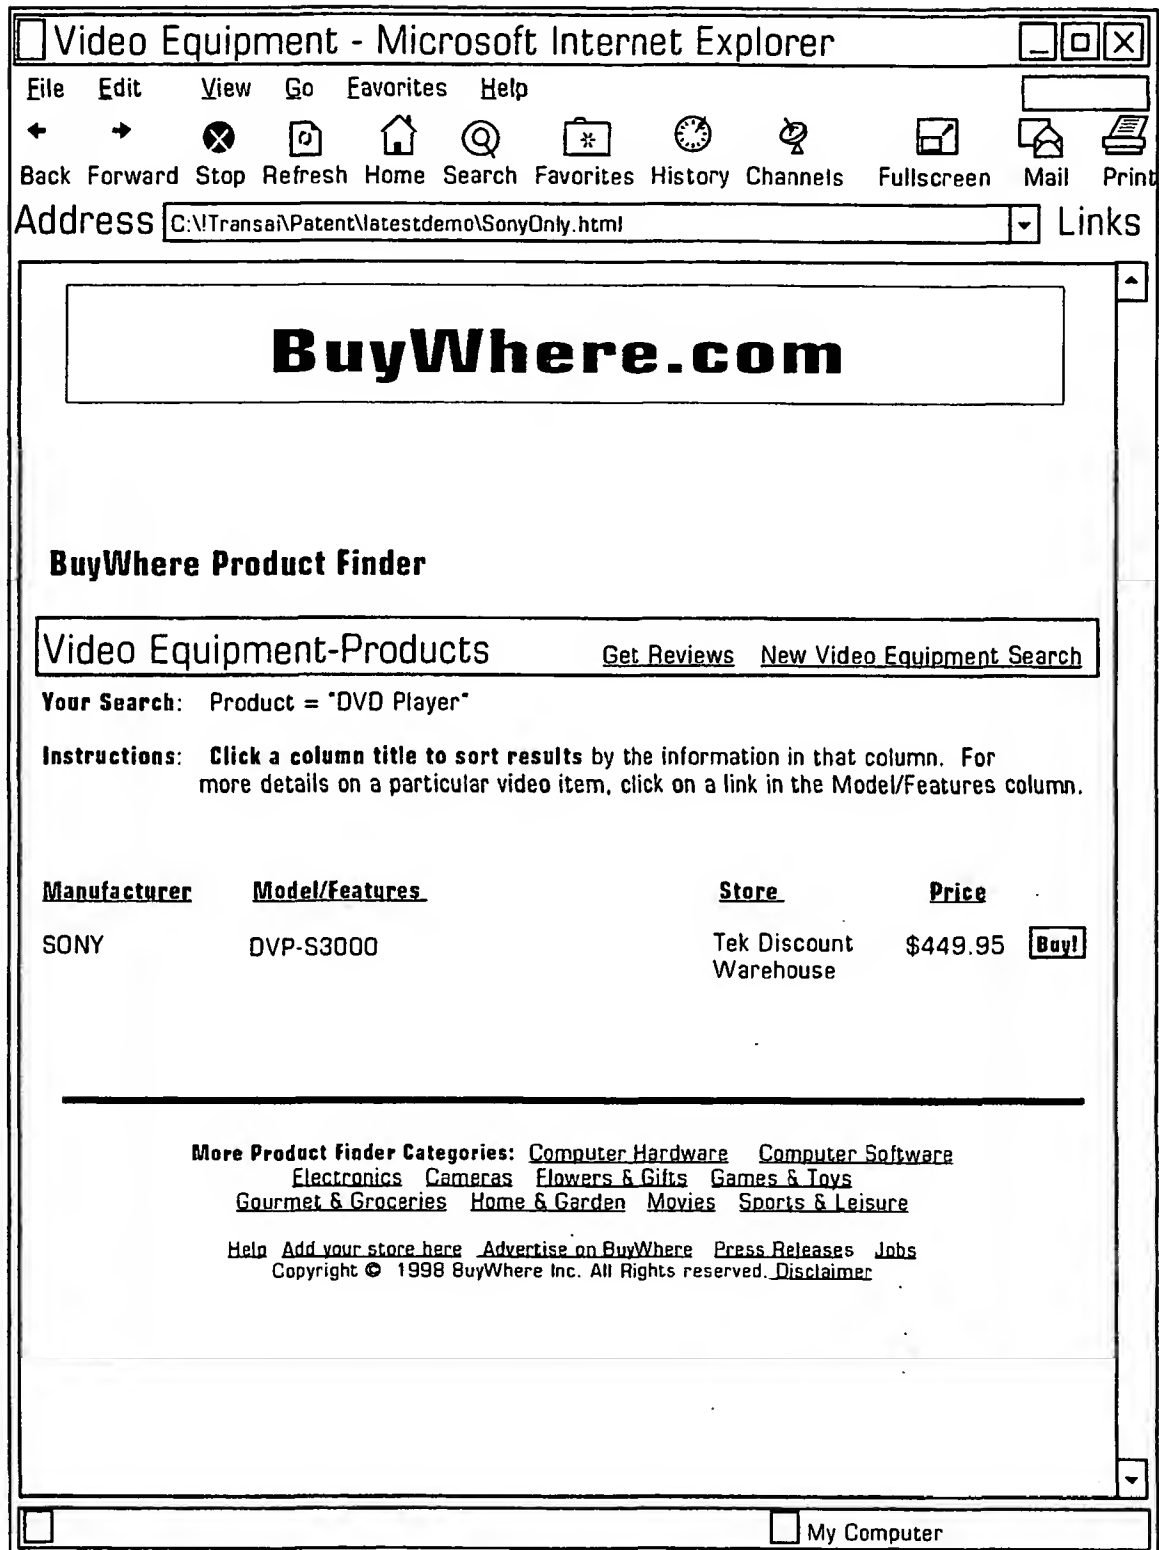 Video Equipment - Microsoft Internet Explorer
File Edit View Go Favorites Help
Back Forward Stop Refresh Home Search Favorites History Channels Fullscreen Mail Print
Address C:\!Transai\Patent\latestdemo\SonyOnly.html Links
BuyWhere.com
BuyWhere Product Finder
Video Equipment-Products Get Reviews New Video Equipment Search
Your Search: Product = "DVD Player"
Instructions: Click a column title to sort results by the information in that column. For
more details on a particular video item, click on a link in the Model/Features column.
Manufacturer Model/Features Store Price
SONY DVP-S3000 Tek Discount $449.95 Buy!
Warehouse
More Product Finder Categories: Computer Hardware Computer Software
Electronics Cameras Flowers & Gifts Games & Toys
Gourmet & Groceries Home & Garden Movies Sports & Leisure
Help Add your store here Advertise on BuyWhere Press Releases Jobs
Copyright © 1998 BuyWhere Inc. All Rights reserved. Disclaimer
My Computer